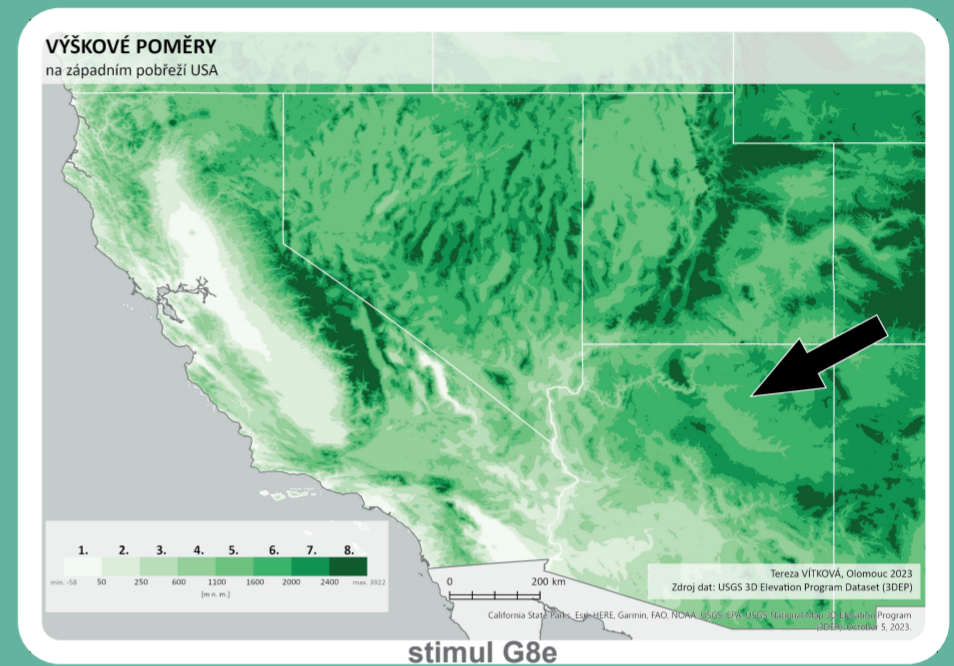 VÝŠKOVÉ POMĚRY
na západním pobřeží USA
1. 2. 3. 4. 5. 6. 7. 8.
min. -58 50 250 600 1100 1600 2000 2400 max. 3922
[m n. m.]
0 200 km
Tereza VÍTKOVÁ, Olomouc 2023
Zdroj dat: USGS 3D Elevation Program Dataset (3DEP)
California State Parks, Esri, HERE, Garmin, FAO, NOAA, USGS, EPA, USGS National Map 3D Elevation Program
(3DEP). October 5, 2023.
stimul G8e